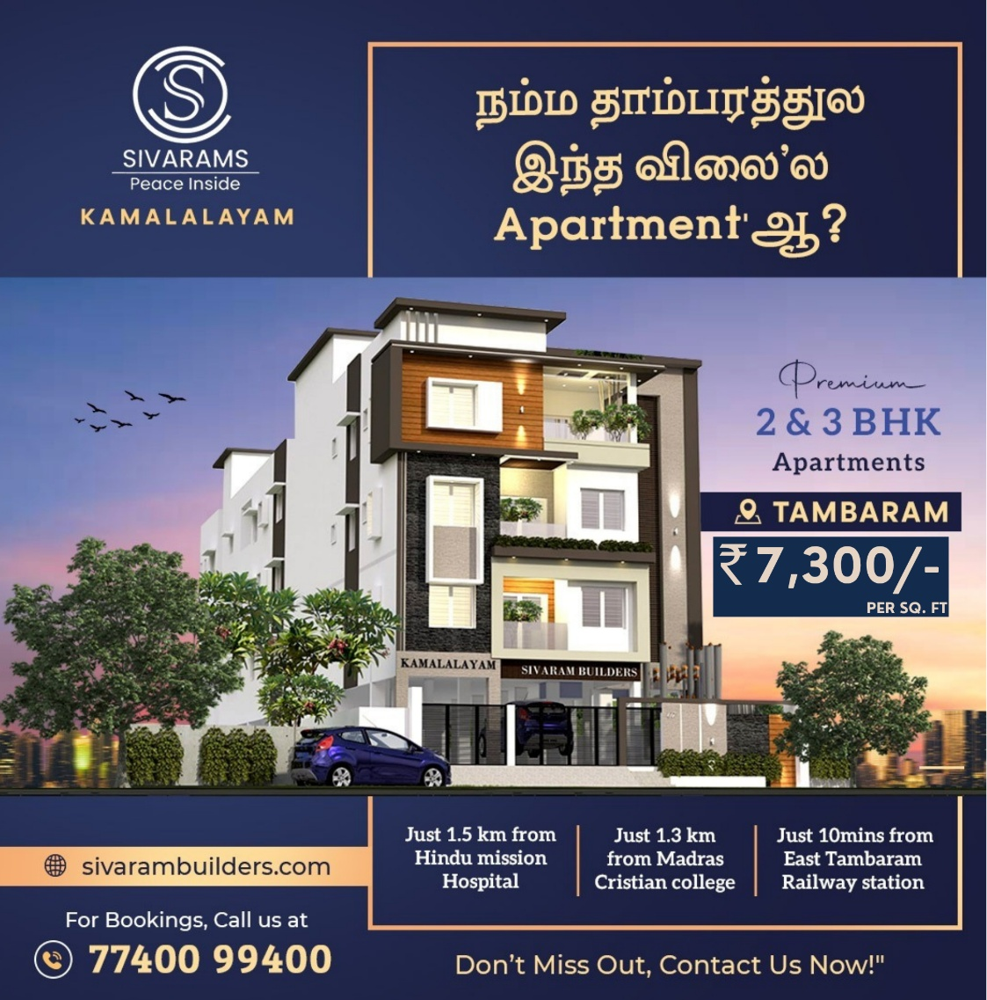 S
SIVARAMS
Peace Inside
KAMALALAYAM
நம்ம தாம்பரத்துல
இந்த விலை'ல
Apartment'ஆ?
Premium
2 & 3 BHK
Apartments
TAMBARAM
₹7,300/-
PER SQ. FT
KAMALALAYAM
SIVARAM BUILDERS
Just 1.5 km from
Hindu mission
Hospital
Just 1.3 km
from Madras
Cristian college
Just 10mins from
East Tambaram
Railway station
sivarambuilders.com
For Bookings, Call us at
77400 99400
Don't Miss Out, Contact Us Now!"